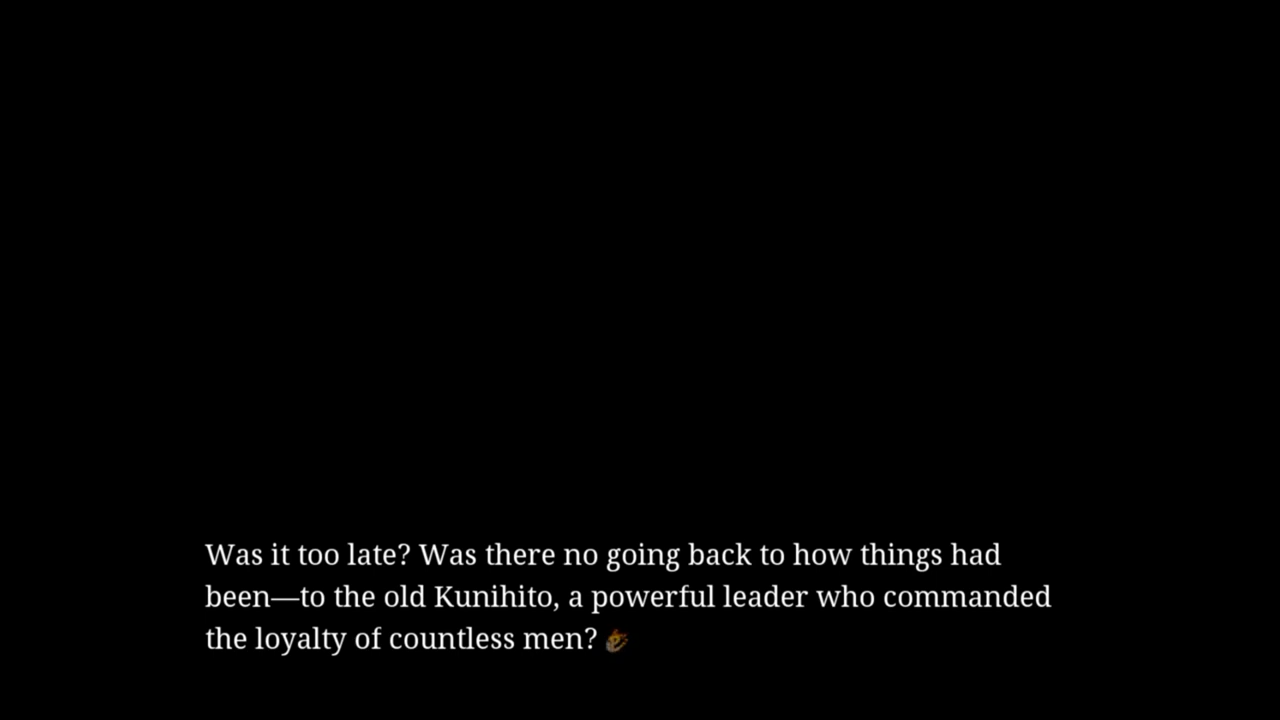 Was it too late? Was there no going back to how things had
been—to the old Kunihito, a powerful leader who commanded
the loyalty of countless men?